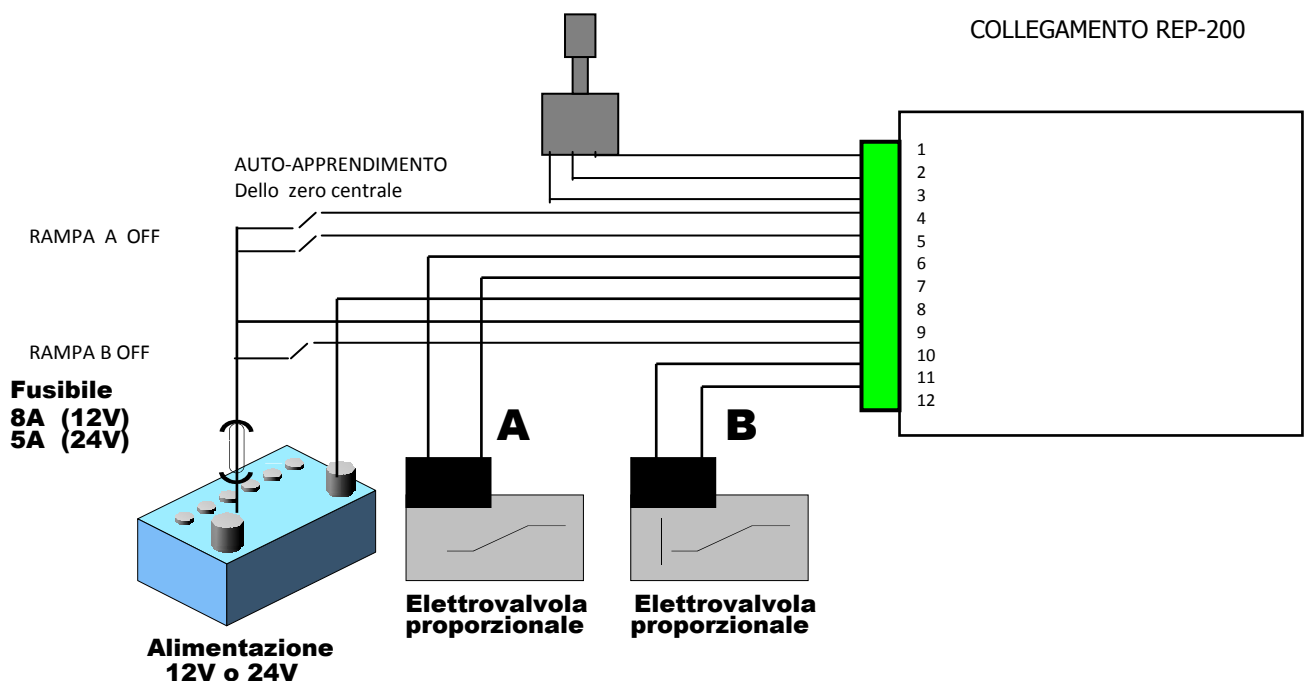 COLLEGAMENTO REP-200
AUTO-APPRENDIMENTO
Dello zero centrale
RAMPA A OFF
RAMPA B OFF
Fusibile
8A (12V)
5A (24V)
1
2
3
4
5
6
7
8
9
10
11
12
A
B
Elettrovalvola
proporzionale
Elettrovalvola
proporzionale
Alimentazione
12V o 24V